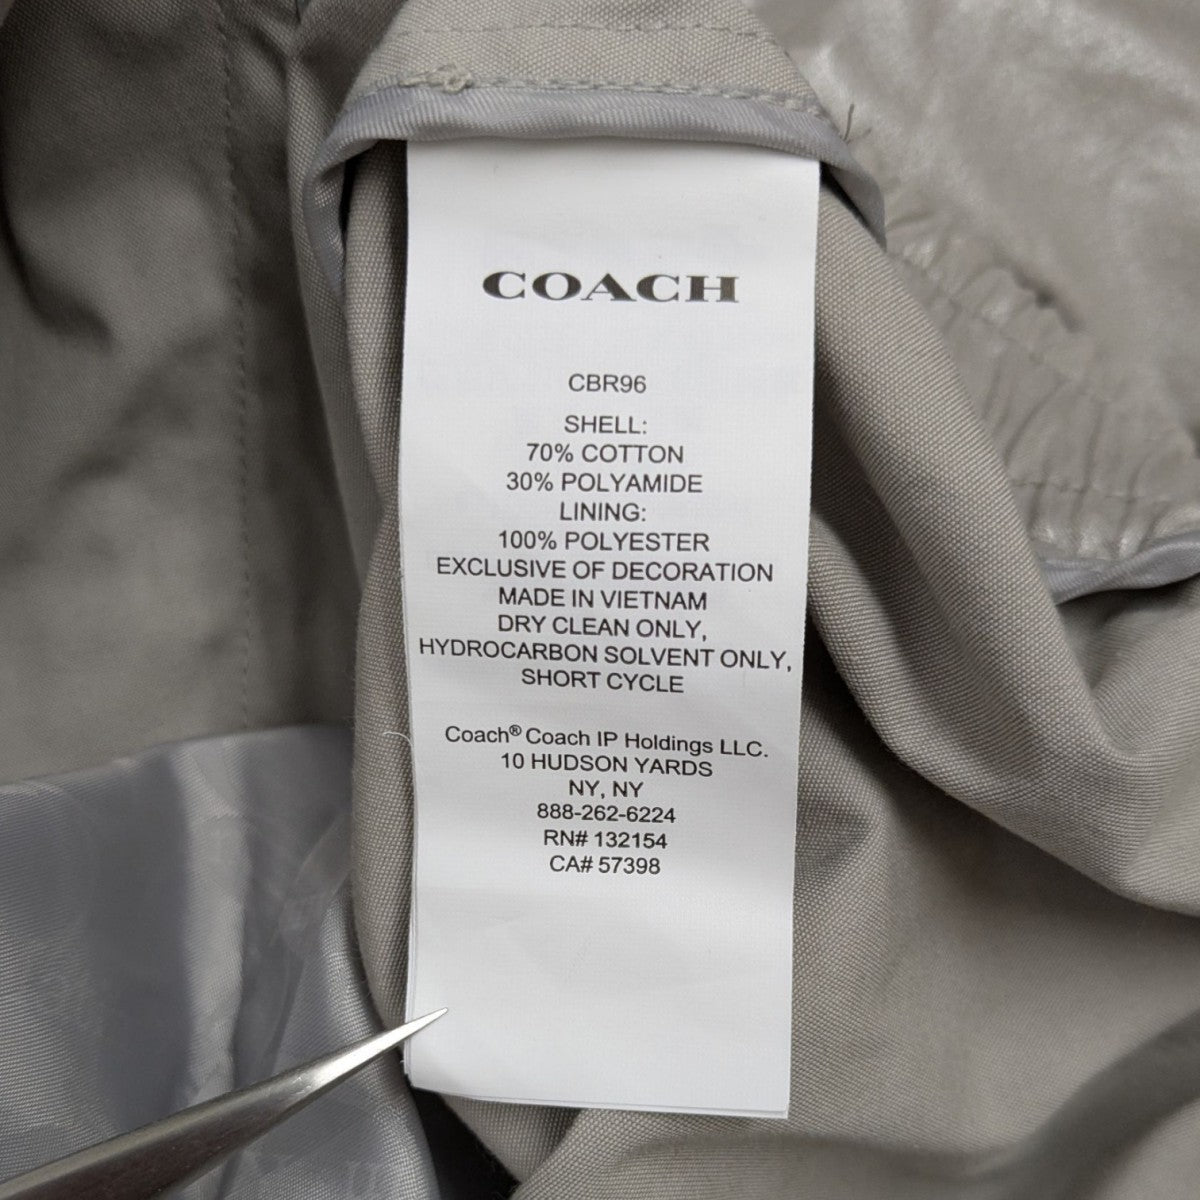 COACH
CBR96
SHELL:
70% COTTON
30% POLYAMIDE
LINING:
100% POLYESTER
EXCLUSIVE OF DECORATION
MADE IN VIETNAM
DRY CLEAN ONLY,
HYDROCARBON SOLVENT ONLY,
SHORT CYCLE
Coach® Coach IP Holdings LLC.
10 HUDSON YARDS
NY, NY
888-262-6224
RN# 132154
CA# 57398